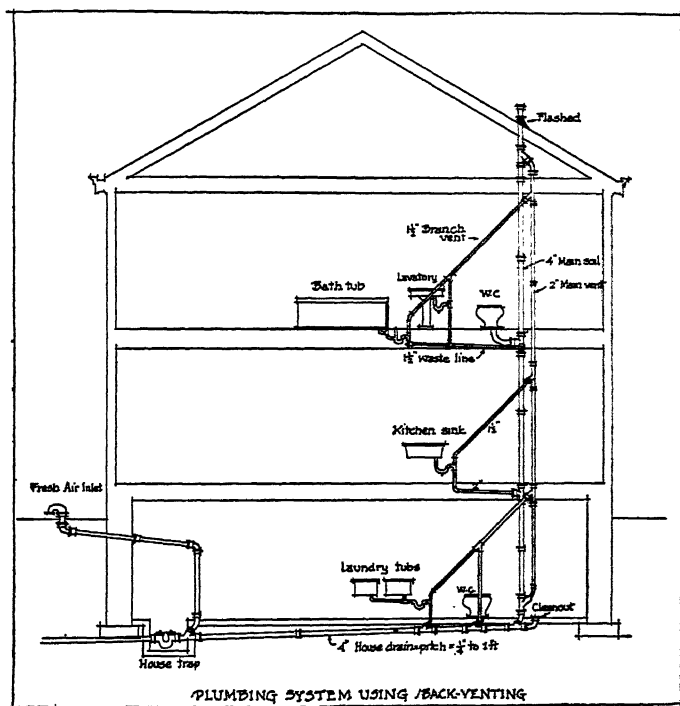 Flashed
1½" Branch
vent
4" Main soil
2" Main vent
Bath tub
Lavatory
W.C.
1½" Waste line
Kitchen sink
1½"
2"
Fresh Air inlet
Laundry tubs
W.C.
Cleanout
House trap
4" House drain=pitch=¼" to 1 ft
PLUMBING SYSTEM USING BACK-VENTING